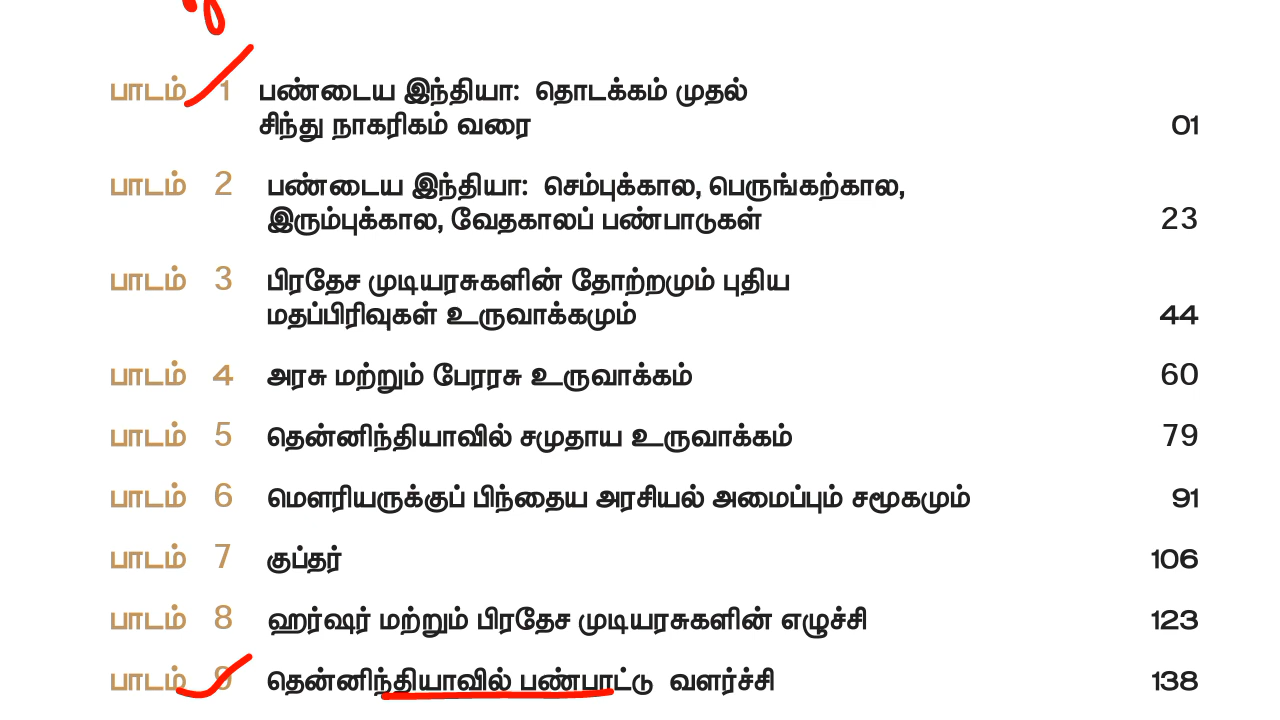 பாடம் 1 பண்டைய இந்தியா: தொடக்கம் முதல்
சிந்து நாகரிகம் வரை 01
பாடம் 2 பண்டைய இந்தியா: செம்புக்கால, பெருங்கற்கால,
இரும்புக்கால, வேதகாலப் பண்பாடுகள் 23
பாடம் 3 பிரதேச முடியரசுகளின் தோற்றமும் புதிய
மதப்பிரிவுகள் உருவாக்கமும் 44
பாடம் 4 அரசு மற்றும் பேரரசு உருவாக்கம் 60
பாடம் 5 தென்னிந்தியாவில் சமுதாய உருவாக்கம் 79
பாடம் 6 மௌரியருக்குப் பிந்தைய அரசியல் அமைப்பும் சமூகமும் 91
பாடம் 7 குப்தர் 106
பாடம் 8 ஹர்ஷர் மற்றும் பிரதேச முடியரசுகளின் எழுச்சி 123
பாடம் 9 தென்னிந்தியாவில் பண்பாட்டு வளர்ச்சி 138